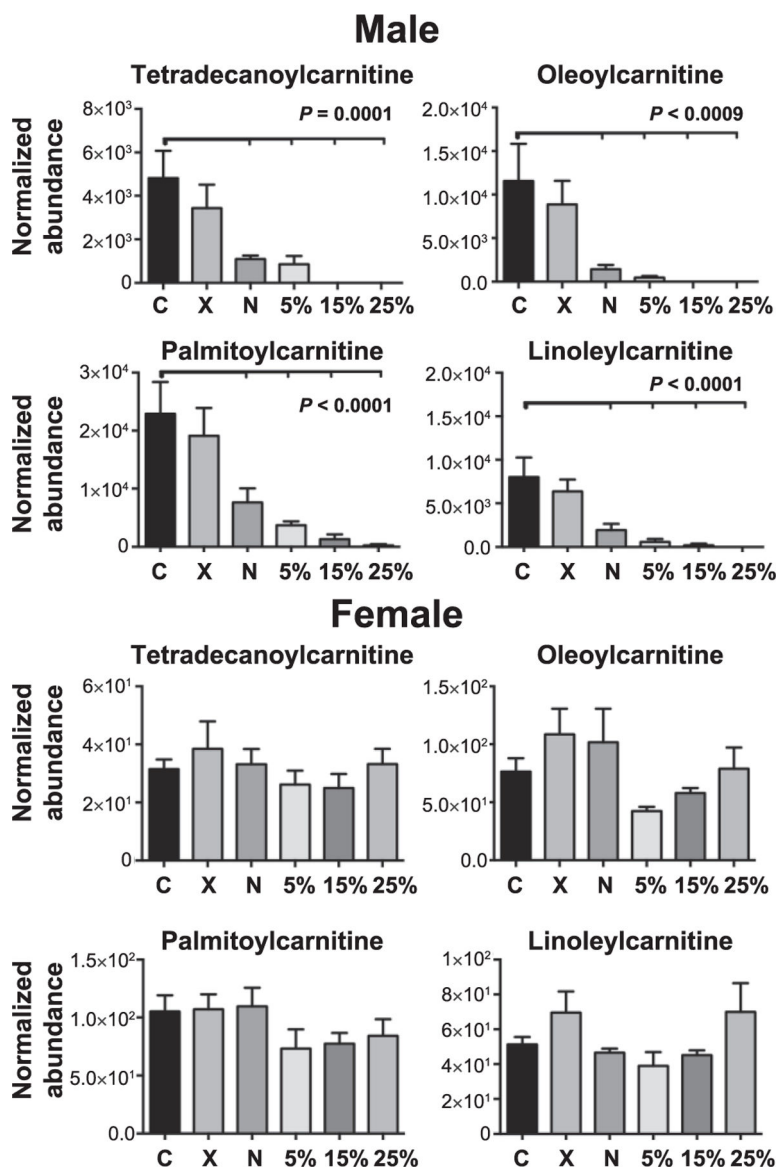 Male
Tetradecanoylcarnitine
Normalized
abundance
8×10³
6×10³
4×10³
2×10³
0
P = 0.0001
C X N 5% 15% 25%
Oleoylcarnitine
2.0×10⁴
1.5×10⁴
1.0×10⁴
5.0×10³
0.0
P < 0.0009
C X N 5% 15% 25%
Palmitoylcarnitine
Normalized
abundance
3×10⁴
2×10⁴
1×10⁴
0
P < 0.0001
C X N 5% 15% 25%
Linoleylcarnitine
2.0×10⁴
1.5×10⁴
1.0×10⁴
5.0×10³
0.0
P < 0.0001
C X N 5% 15% 25%
Female
Tetradecanoylcarnitine
Normalized
abundance
6×10¹
4×10¹
2×10¹
0
C X N 5% 15% 25%
Oleoylcarnitine
1.5×10²
1.0×10²
5.0×10¹
0.0
C X N 5% 15% 25%
Palmitoylcarnitine
Normalized
abundance
1.5×10²
1.0×10²
5.0×10¹
0.0
C X N 5% 15% 25%
Linoleylcarnitine
1×10²
8×10¹
6×10¹
4×10¹
2×10¹
0
C X N 5% 15% 25%